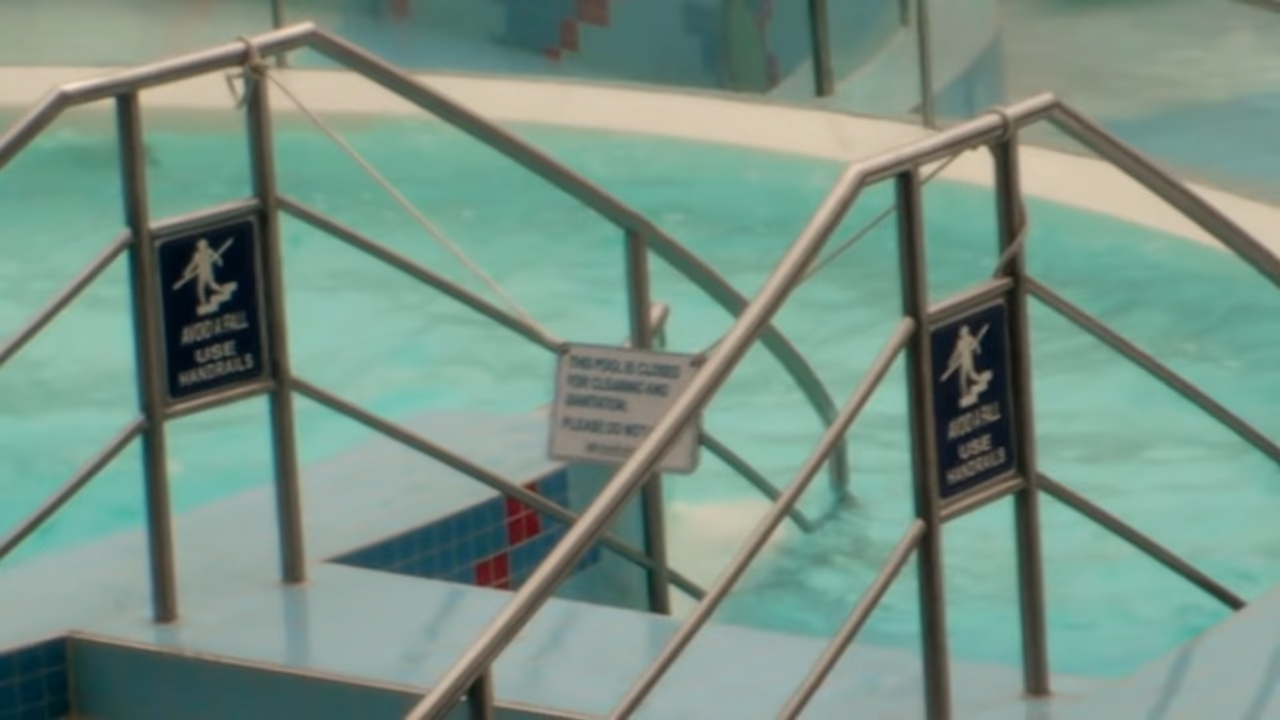 AVOID A FALL
USE
HANDRAILS
THIS POOL IS CLOSED
FOR CLEANING AND
SANITATION.
PLEASE DO NOT
AVOID A FALL
USE
HANDRAILS